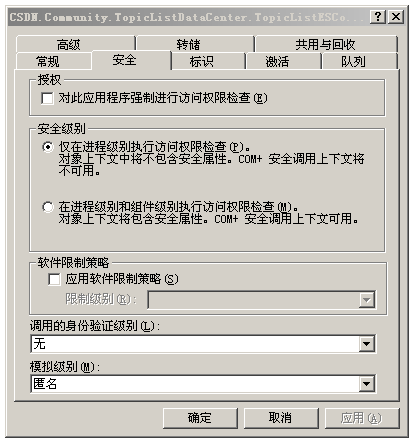 CSDN.Community.TopicListDataCenter.TopicListESCo...
高级 转储 共用与回收
常规 安全 标识 激活 队列
授权
对此应用程序强制进行访问权限检查(E)
安全级别
仅在进程级别执行访问权限检查(P)。
对象上下文中将不包含安全属性。COM+ 安全调用上下文将
不可用。
在进程级别和组件级别执行访问权限检查(N)。
对象上下文将包含安全属性。COM+ 安全调用上下文可用。
软件限制策略
应用软件限制策略(S)
限制级别(R):
调用的身份验证级别(L):
无
模拟级别(M):
匿名
确定 取消 应用(A)